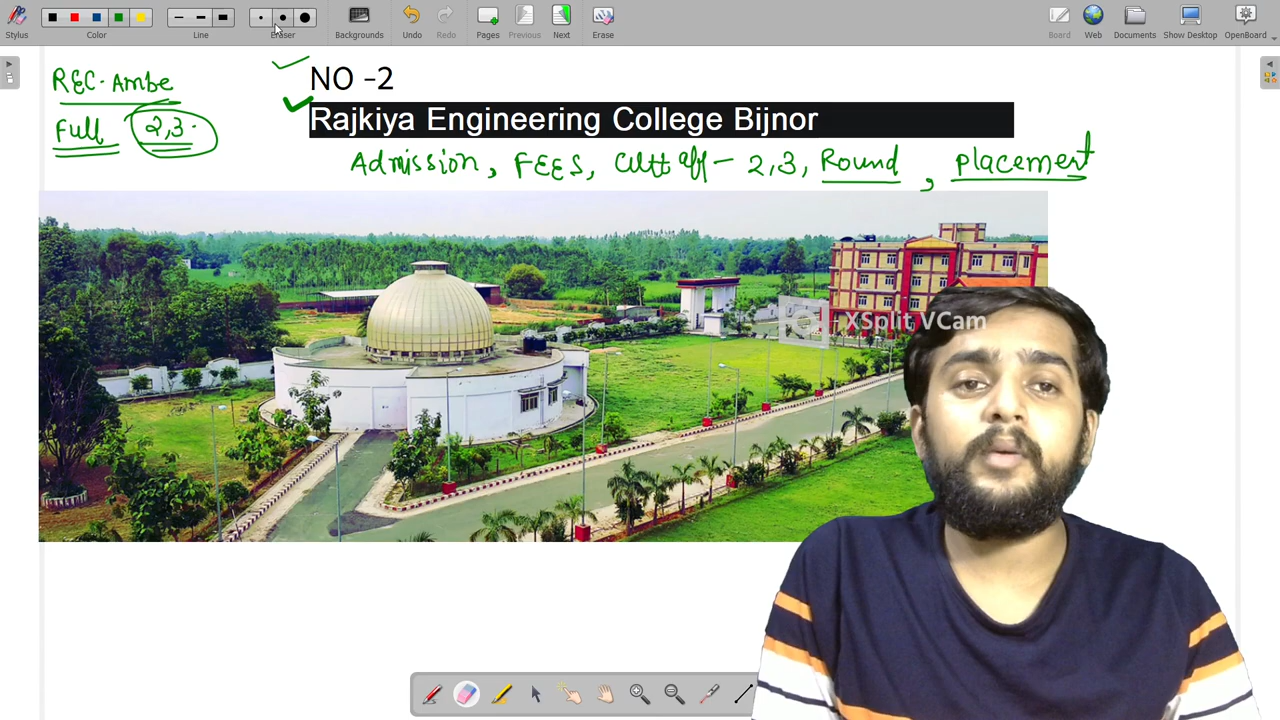 Stylus
Color
Line
Eraser
Backgrounds
Undo
Redo
Pages
Previous
Next
Erase
Board
Web
Documents
Show Desktop
OpenBoard
REC-Ambe
Full 2,3.
NO -2
Rajkiya Engineering College Bijnor
Admission, FEES, Cutt off - 2,3, Round, Placement
XSplit VCam